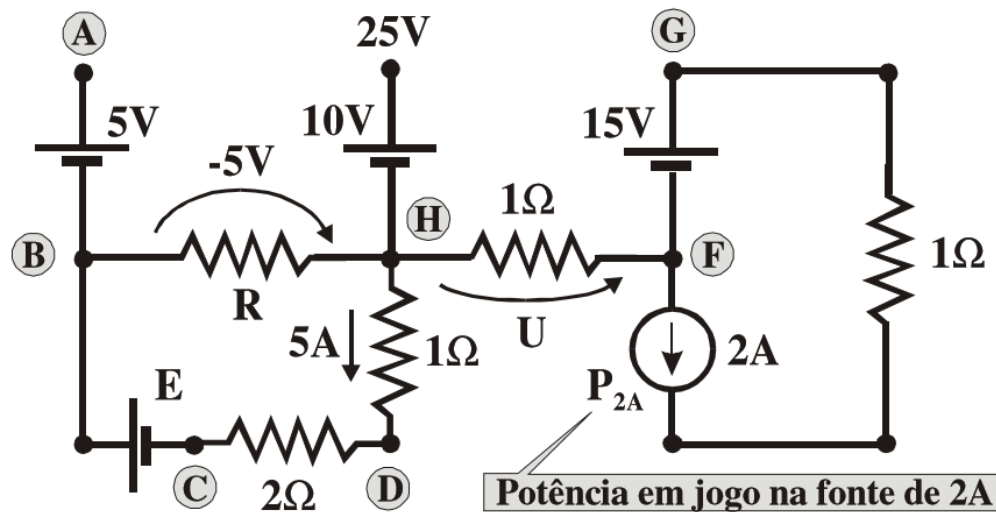 A
25V
G
5V
10V
15V
-5V
H
1Ω
B
F
1Ω
R
U
5A
1Ω
2A
E
P2A
C
2Ω
D
Potência em jogo na fonte de 2A